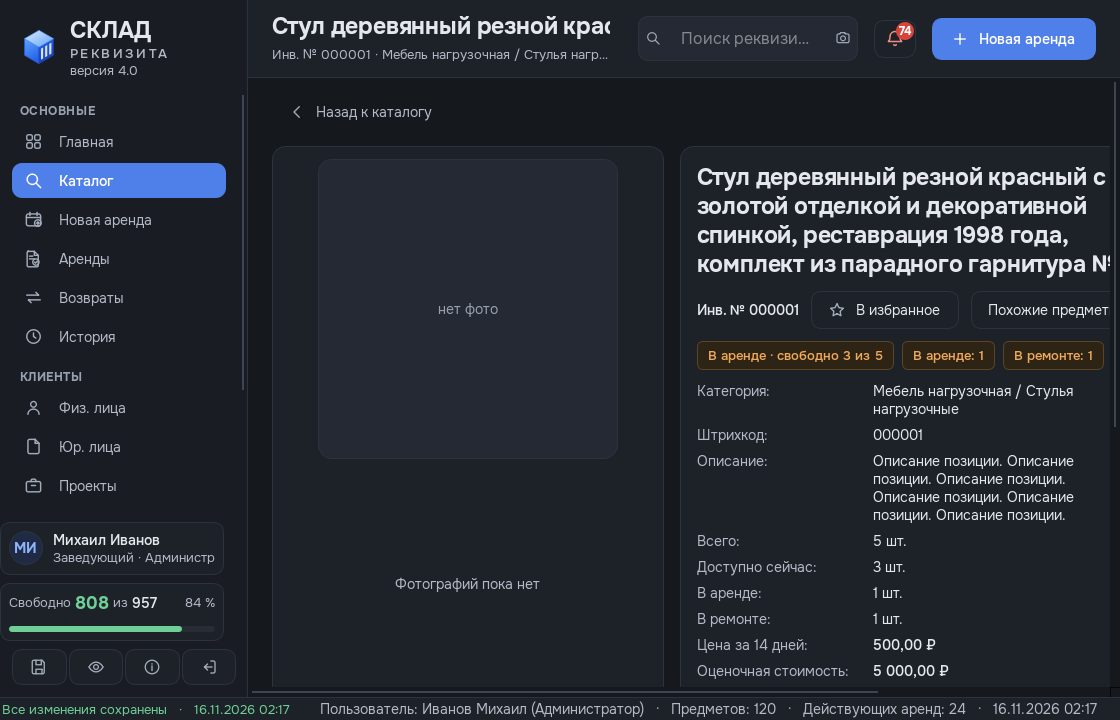 СКЛАД
РЕКВИЗИТА
версия 4.0
ОСНОВНЫЕ
Главная
Каталог
Новая аренда
Аренды
Возвраты
История
КЛИЕНТЫ
Физ. лица
Юр. лица
Проекты
МИ
Михаил Иванов
Заведующий · Администр
Свободно 808 из 957 84 %
Все изменения сохранены · 16.11.2026 02:17
Стул деревянный резной крас
Инв. № 000001 · Мебель нагрузочная / Стулья нагр...
Поиск реквизи...
74
Новая аренда
Назад к каталогу
нет фото
Фотографий пока нет
Стул деревянный резной красный с
золотой отделкой и декоративной
спинкой, реставрация 1998 года,
комплект из парадного гарнитура №
Инв. № 000001
В избранное
Похожие предмет
В аренде · свободно 3 из 5
В аренде: 1
В ремонте: 1
Категория: Мебель нагрузочная / Стулья
нагрузочные
Штрихкод: 000001
Описание: Описание позиции. Описание
позиции. Описание позиции.
Описание позиции. Описание
позиции. Описание позиции.
Всего: 5 шт.
Доступно сейчас: 3 шт.
В аренде: 1 шт.
В ремонте: 1 шт.
Цена за 14 дней: 500,00 ₽
Оценочная стоимость: 5 000,00 ₽
Пользователь: Иванов Михаил (Администратор) · Предметов: 120 · Действующих аренд: 24 · 16.11.2026 02:17